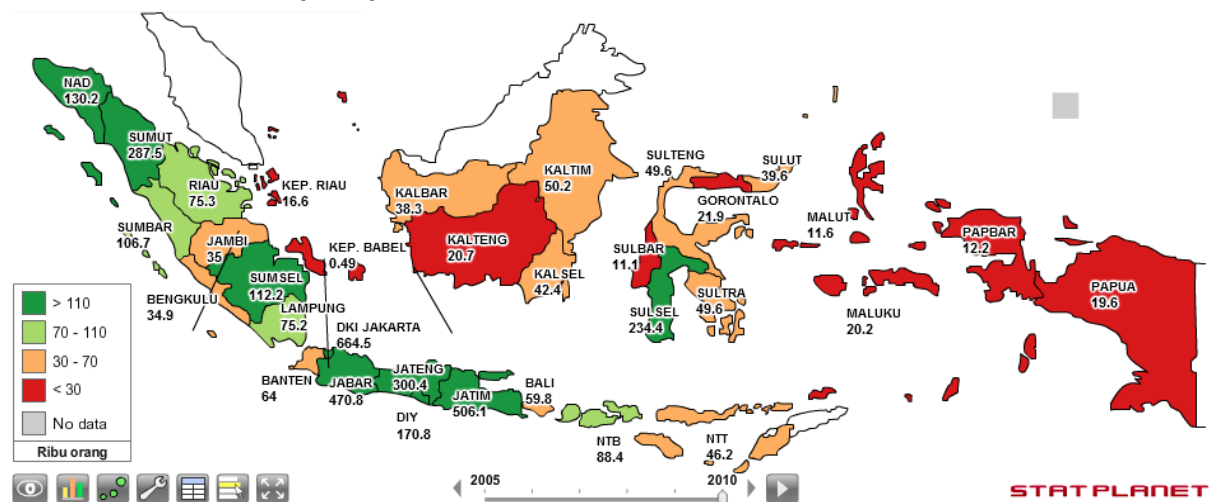 NAD
130.2
SUMUT
287.5
RIAU
75.3
KEP. RIAU
16.6
SUMBAR
106.7
JAMBI
35
KEP. BABEL
0.49
SUMSEL
112.2
BENGKULU
34.9
LAMPUNG
75.2
DKI JAKARTA
664.5
BANTEN
64
JABAR
470.8
JATENG
300.4
DIY
170.8
JATIM
506.1
BALI
59.8
NTB
88.4
NTT
46.2
KALBAR
38.3
KALTENG
20.7
KALTIM
50.2
KALSEL
42.4
SULTENG
49.6
SULUT
39.6
GORONTALO
21.9
SULBAR
11.1
SULSEL
234.4
SULTRA
49.6
MALUT
11.6
MALUKU
20.2
PAPBAR
12.2
PAPUA
19.6
> 110
70 - 110
30 - 70
< 30
No data
Ribu orang
2005
2010
STATPLANET